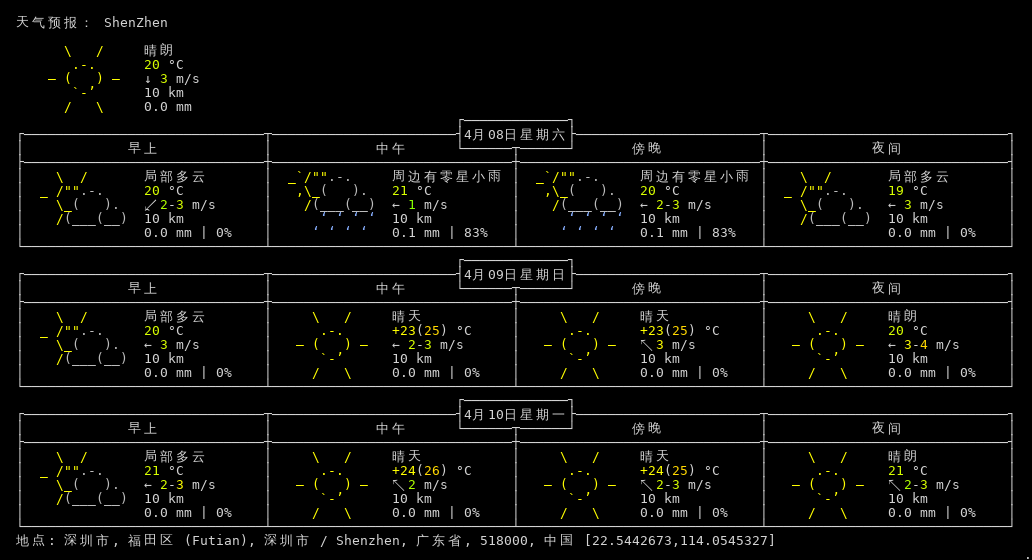 天气预报： ShenZhen
晴朗
20 °C
↓ 3 m/s
10 km
0.0 mm
4月08日星期六
早上 中午 傍晚 夜间
局部多云 周边有零星小雨 周边有零星小雨 局部多云
20 °C 21 °C 20 °C 19 °C
↙ 2-3 m/s ← 1 m/s ← 2-3 m/s ← 3 m/s
10 km 10 km 10 km 10 km
0.0 mm | 0% 0.1 mm | 83% 0.1 mm | 83% 0.0 mm | 0%
4月09日星期日
早上 中午 傍晚 夜间
局部多云 晴天 晴天 晴朗
20 °C +23(25) °C +23(25) °C 20 °C
← 3 m/s ← 2-3 m/s ↖ 3 m/s ← 3-4 m/s
10 km 10 km 10 km 10 km
0.0 mm | 0% 0.0 mm | 0% 0.0 mm | 0% 0.0 mm | 0%
4月10日星期一
早上 中午 傍晚 夜间
局部多云 晴天 晴天 晴朗
21 °C +24(26) °C +24(25) °C 21 °C
← 2-3 m/s ↖ 2 m/s ↖ 2-3 m/s ↖ 2-3 m/s
10 km 10 km 10 km 10 km
0.0 mm | 0% 0.0 mm | 0% 0.0 mm | 0% 0.0 mm | 0%
地点: 深圳市, 福田区 (Futian), 深圳市 / Shenzhen, 广东省, 518000, 中国 [22.5442673,114.0545327]